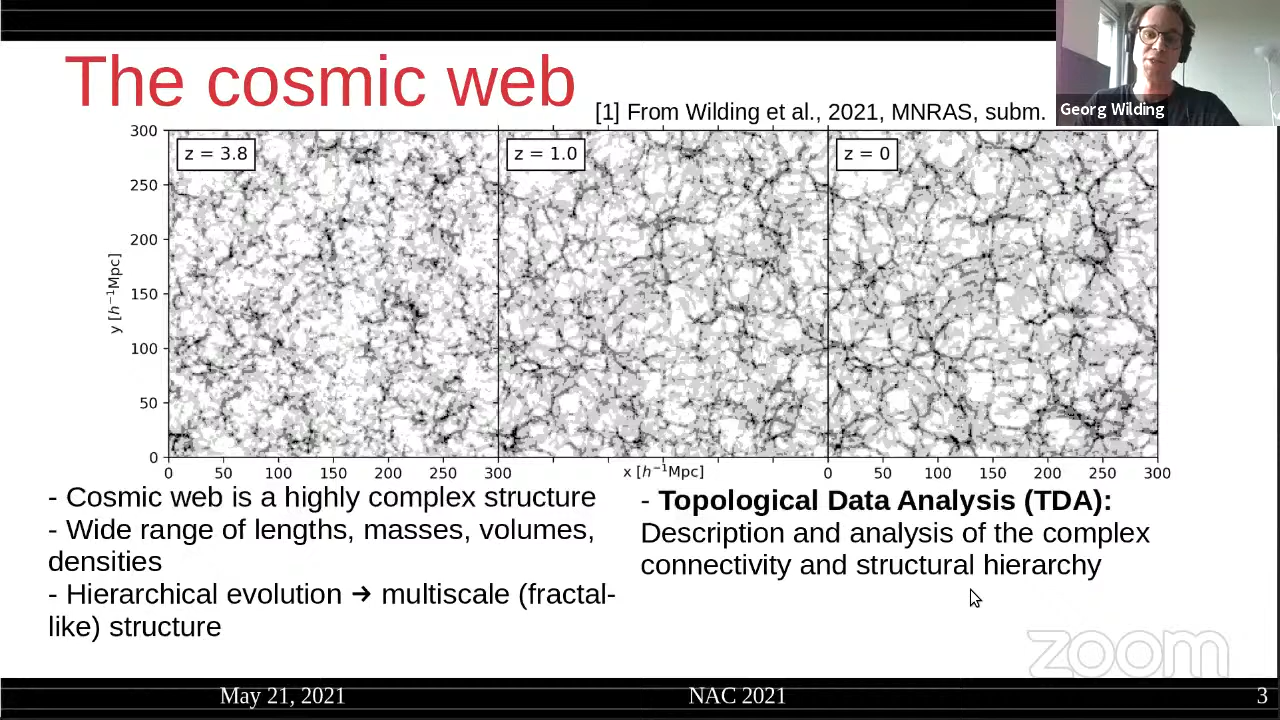 The cosmic web
[1] From Wilding et al., 2021, MNRAS, subm.
Georg Wilding
300
250
200
150
100
50
0
y [h⁻¹Mpc]
z = 3.8
z = 1.0
z = 0
0 50 100 150 200 250 300
x [h⁻¹Mpc]
0 50 100 150 200 250 300
- Cosmic web is a highly complex structure
- Wide range of lengths, masses, volumes,
densities
- Hierarchical evolution → multiscale (fractal-
like) structure
- Topological Data Analysis (TDA):
Description and analysis of the complex
connectivity and structural hierarchy
zoom
May 21, 2021
NAC 2021
3